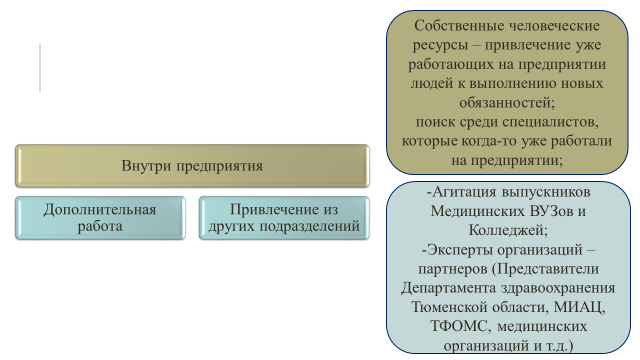 Внутри предприятия
Дополнительная
работа
Привлечение из
других подразделений
Собственные человеческие
ресурсы – привлечение уже
работающих на предприятии
людей к выполнению новых
обязанностей;
поиск среди специалистов,
которые когда-то уже работали
на предприятии;
-Агитация выпускников
Медицинских ВУЗов и
Колледжей;
-Эксперты организаций –
партнеров (Представители
Департамента здравоохранения
Тюменской области, МИАЦ,
ТФОМС, медицинских
организаций и т.д.)